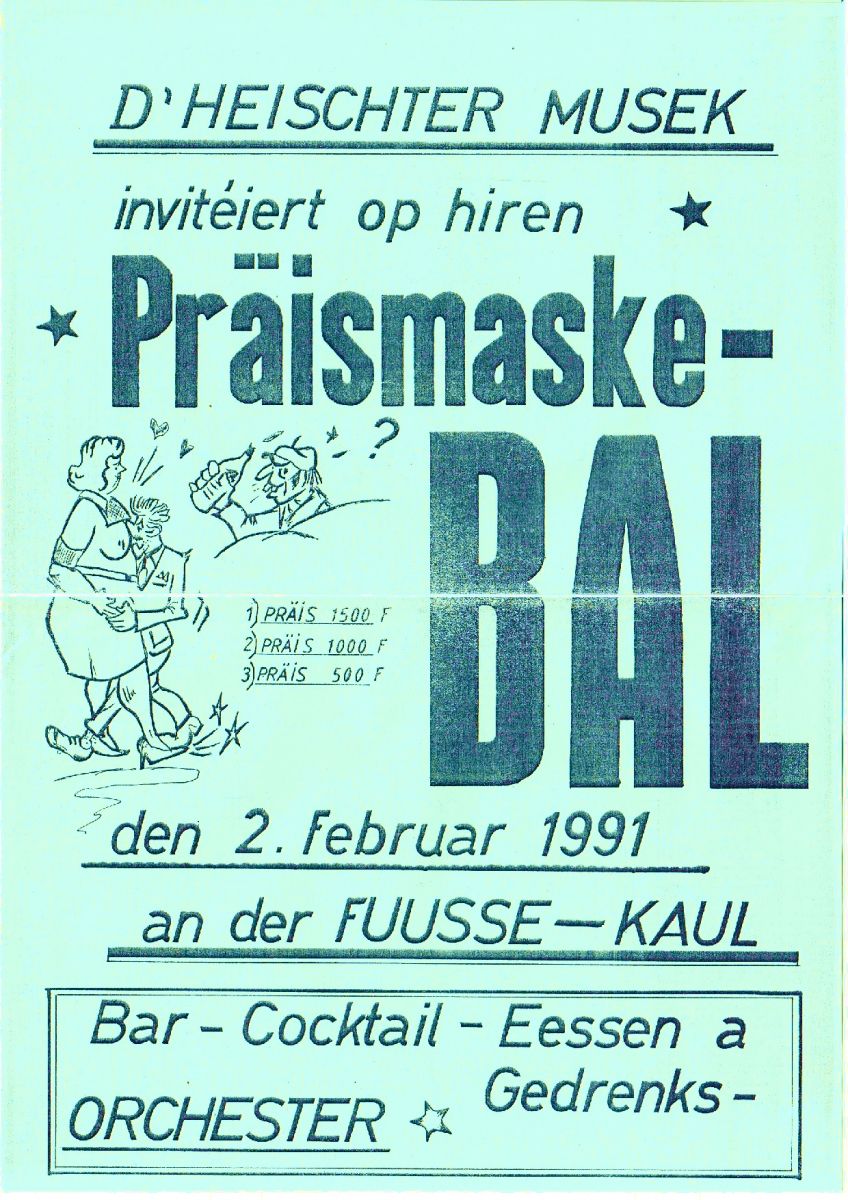 D'HEISCHTER MUSEK
invitéiert op hiren
Präismaske-
BAL
?
1) PRÄIS 1500 F
2) PRÄIS 1000 F
3) PRÄIS 500 F
den 2. Februar 1991
an der FUUSSE-KAUL
Bar - Cocktail - Eessen a
Gedrenks-
ORCHESTER